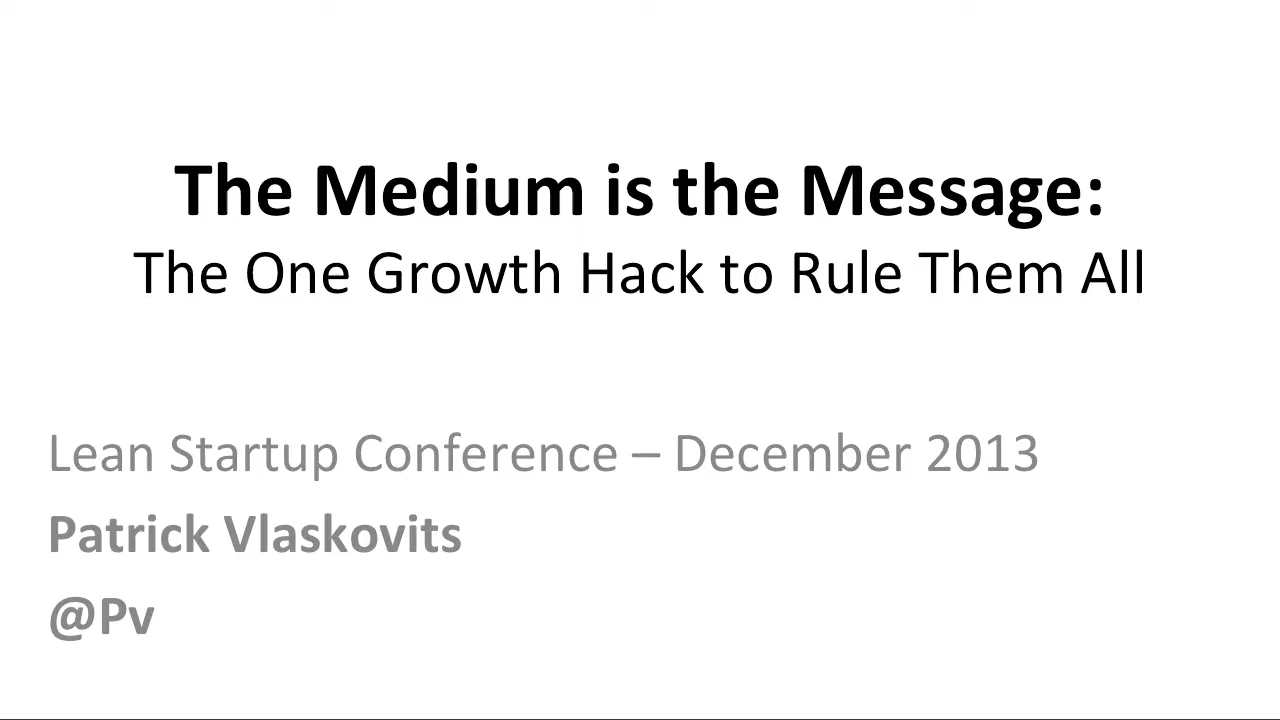 The Medium is the Message:
The One Growth Hack to Rule Them All
Lean Startup Conference – December 2013
Patrick Vlaskovits
@Pv